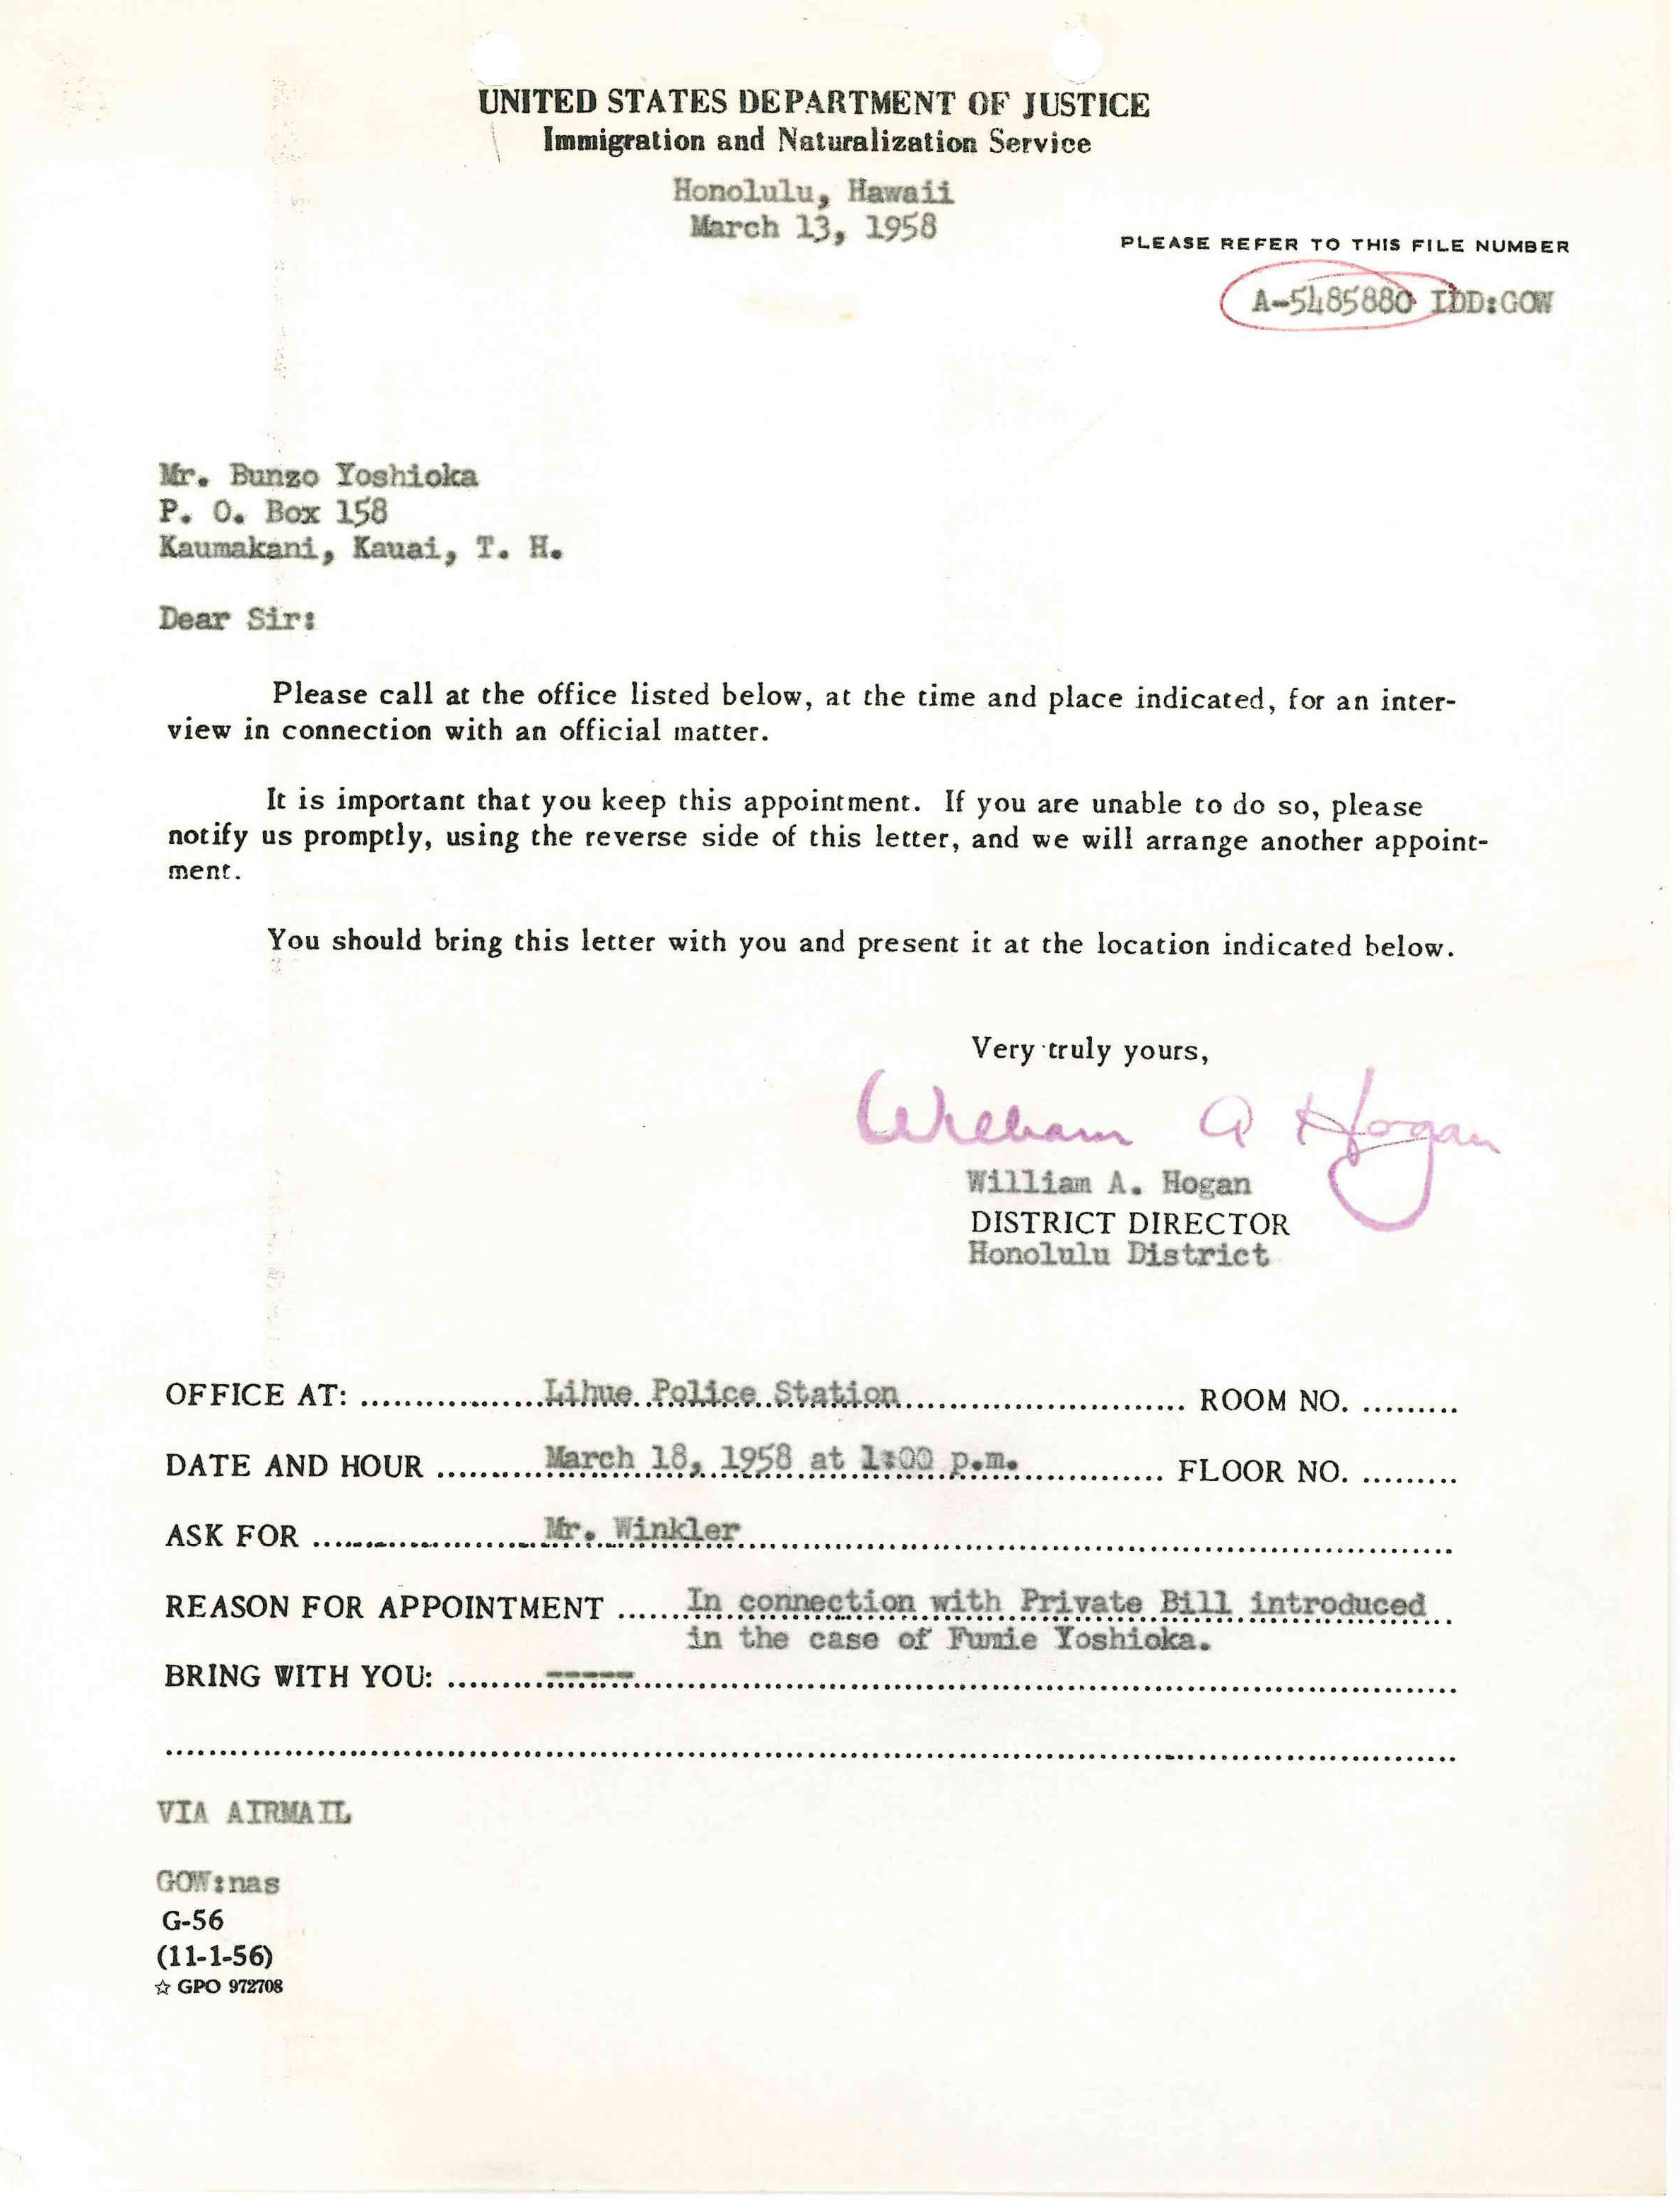 UNITED STATES DEPARTMENT OF JUSTICE
Immigration and Naturalization Service
Honolulu, Hawaii
March 13, 1958
PLEASE REFER TO THIS FILE NUMBER
A-5485880 IDD:GOW
Mr. Bunzo Yoshioka
P. O. Box 158
Kaumakani, Kauai, T. H.
Dear Sir:
Please call at the office listed below, at the time and place indicated, for an inter-
view in connection with an official matter.
It is important that you keep this appointment. If you are unable to do so, please
notify us promptly, using the reverse side of this letter, and we will arrange another appoint-
ment.
You should bring this letter with you and present it at the location indicated below.
Very truly yours,
William A Hogan
William A. Hogan
DISTRICT DIRECTOR
Honolulu District
OFFICE AT: Lihue Police Station ROOM NO.
DATE AND HOUR March 18, 1958 at 1:00 p.m. FLOOR NO.
ASK FOR Mr. Winkler
REASON FOR APPOINTMENT In connection with Private Bill introduced
in the case of Fumie Yoshioka.
BRING WITH YOU: -----
VIA AIRMAIL
GOW:nas
G-56
(11-1-56)
☆ GPO 972708